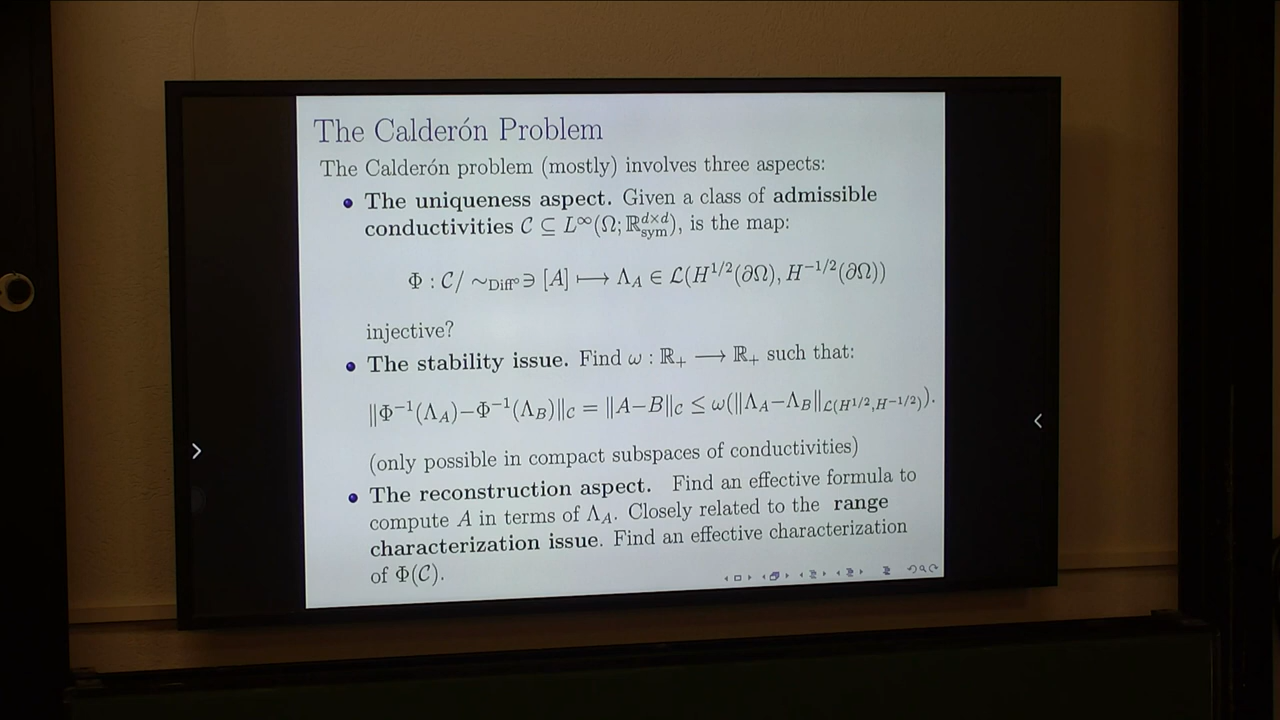 The Calderón Problem
The Calderón problem (mostly) involves three aspects:
• The uniqueness aspect. Given a class of admissible
conductivities 𝒞 ⊆ L^∞(Ω; ℝ^{d×d}_{sym}), is the map:
Φ : 𝒞/ ∼_{Diff°} ∋ [A] ⟼ Λ_A ∈ ℒ(H^{1/2}(∂Ω), H^{−1/2}(∂Ω))
injective?
• The stability issue. Find ω : ℝ_+ ⟶ ℝ_+ such that:
‖Φ^{−1}(Λ_A)−Φ^{−1}(Λ_B)‖_𝒞 = ‖A−B‖_𝒞 ≤ ω(‖Λ_A−Λ_B‖_{ℒ(H^{1/2},H^{−1/2})}).
(only possible in compact subspaces of conductivities)
• The reconstruction aspect. Find an effective formula to
compute A in terms of Λ_A. Closely related to the range
characterization issue. Find an effective characterization
of Φ(𝒞).